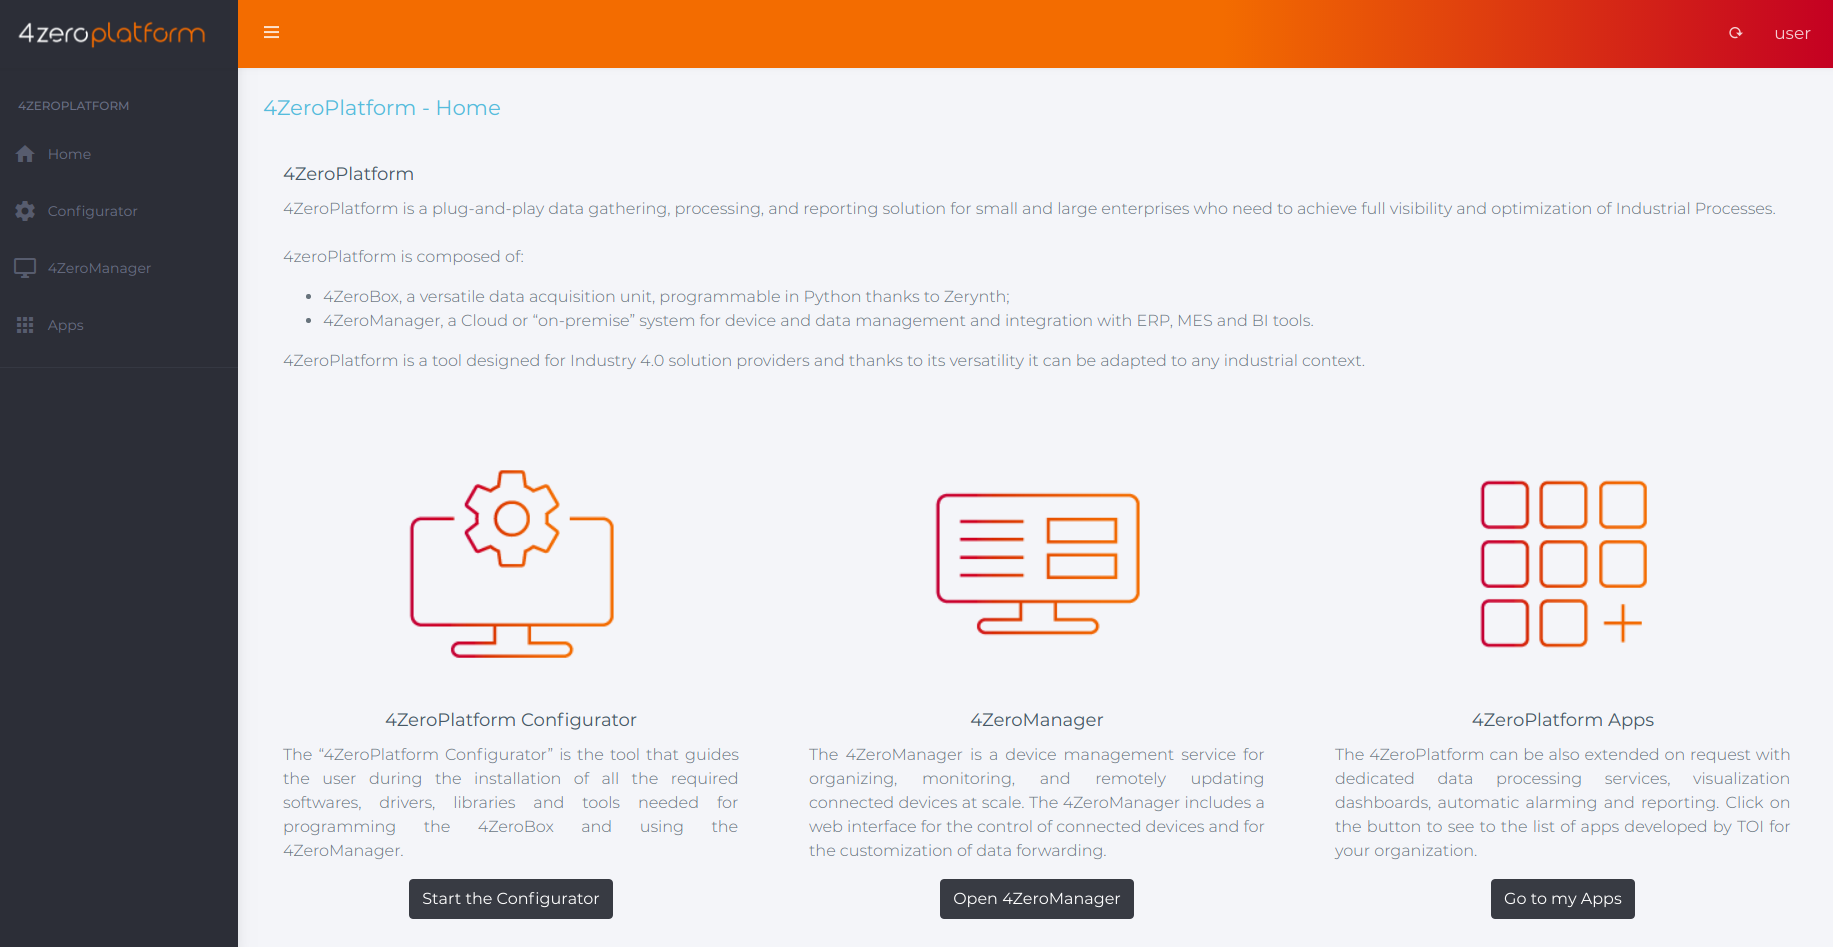 4zeroplatform
user
4ZEROPLATFORM
Home
Configurator
4ZeroManager
Apps
4ZeroPlatform - Home
4ZeroPlatform
4ZeroPlatform is a plug-and-play data gathering, processing, and reporting solution for small and large enterprises who need to achieve full visibility and optimization of Industrial Processes.
4zeroPlatform is composed of:
4ZeroBox, a versatile data acquisition unit, programmable in Python thanks to Zerynth;
4ZeroManager, a Cloud or “on-premise” system for device and data management and integration with ERP, MES and BI tools.
4ZeroPlatform is a tool designed for Industry 4.0 solution providers and thanks to its versatility it can be adapted to any industrial context.
4ZeroPlatform Configurator
The “4ZeroPlatform Configurator” is the tool that guides
the user during the installation of all the required
softwares, drivers, libraries and tools needed for
programming the 4ZeroBox and using the
4ZeroManager.
Start the Configurator
4ZeroManager
The 4ZeroManager is a device management service for
organizing, monitoring, and remotely updating
connected devices at scale. The 4ZeroManager includes a
web interface for the control of connected devices and for
the customization of data forwarding.
Open 4ZeroManager
4ZeroPlatform Apps
The 4ZeroPlatform can be also extended on request with
dedicated data processing services, visualization
dashboards, automatic alarming and reporting. Click on
the button to see to the list of apps developed by TOI for
your organization.
Go to my Apps